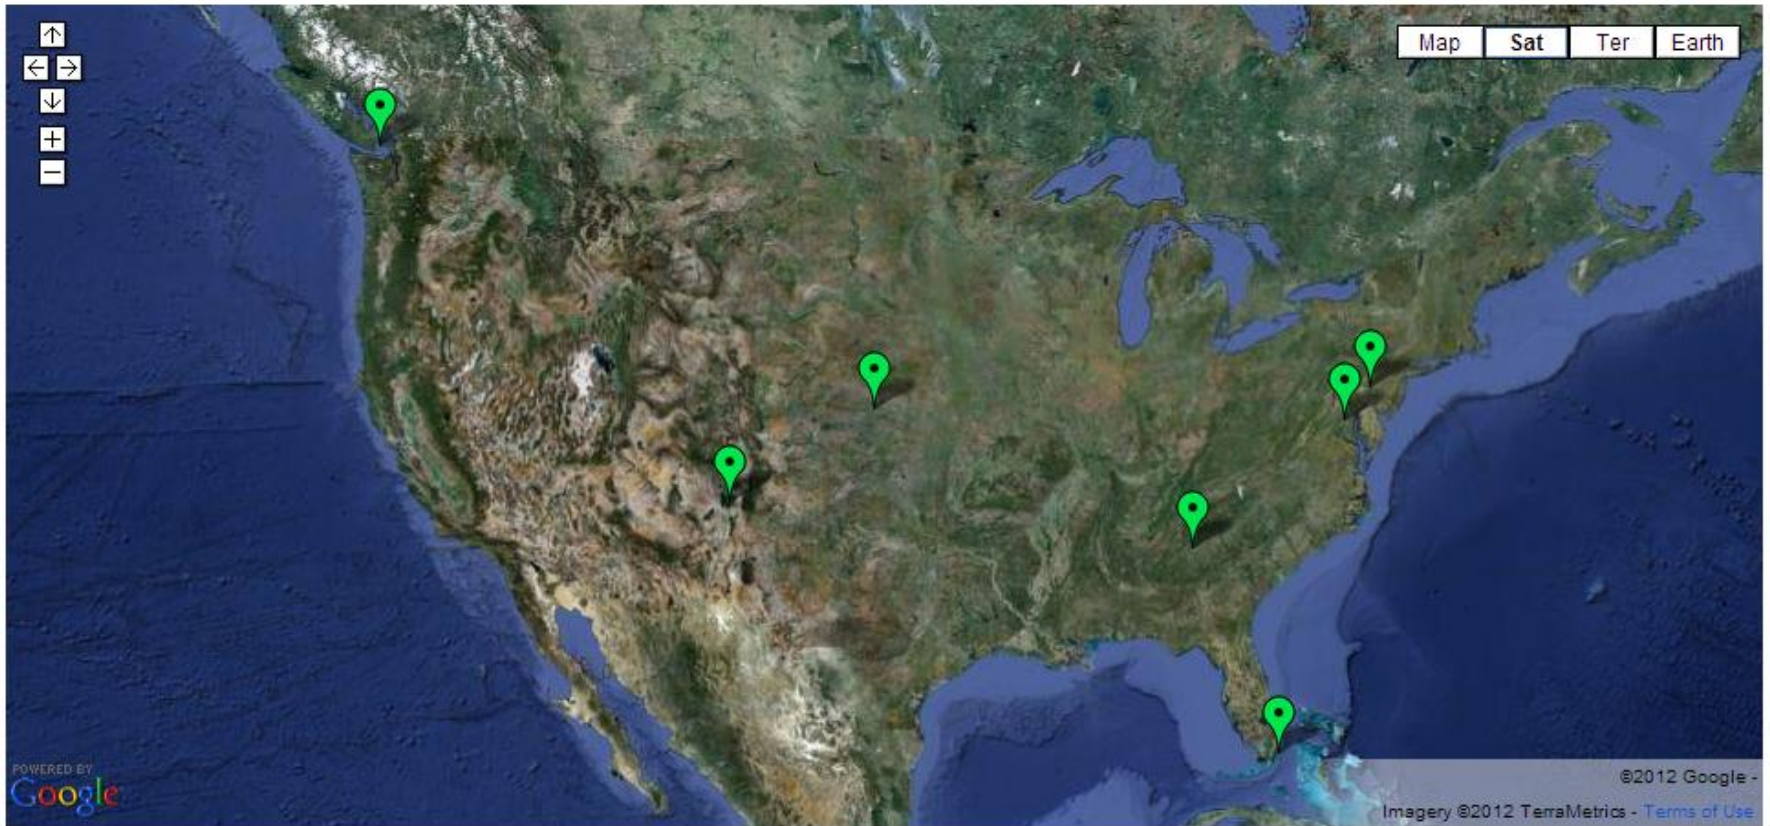 Map Sat Ter Earth
POWERED BY
Google
©2012 Google -
Imagery ©2012 TerraMetrics - Terms of Use